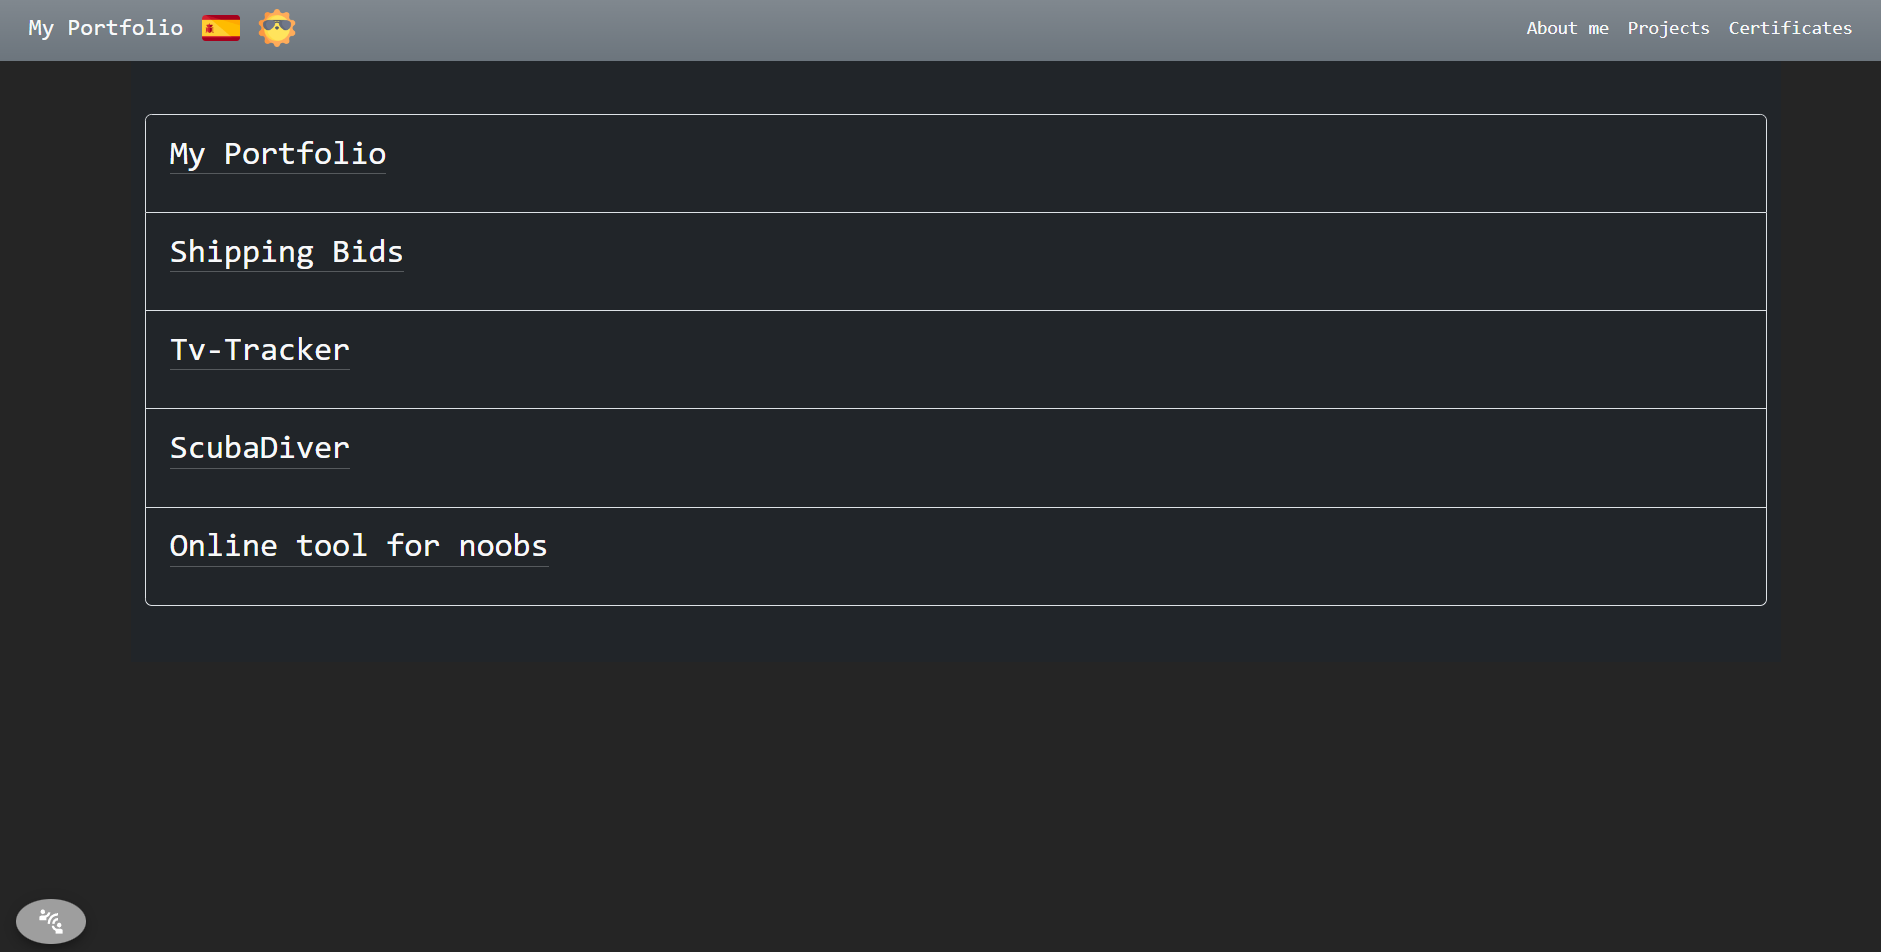 My Portfolio
About me Projects Certificates
My Portfolio
Shipping Bids
Tv-Tracker
ScubaDiver
Online tool for noobs